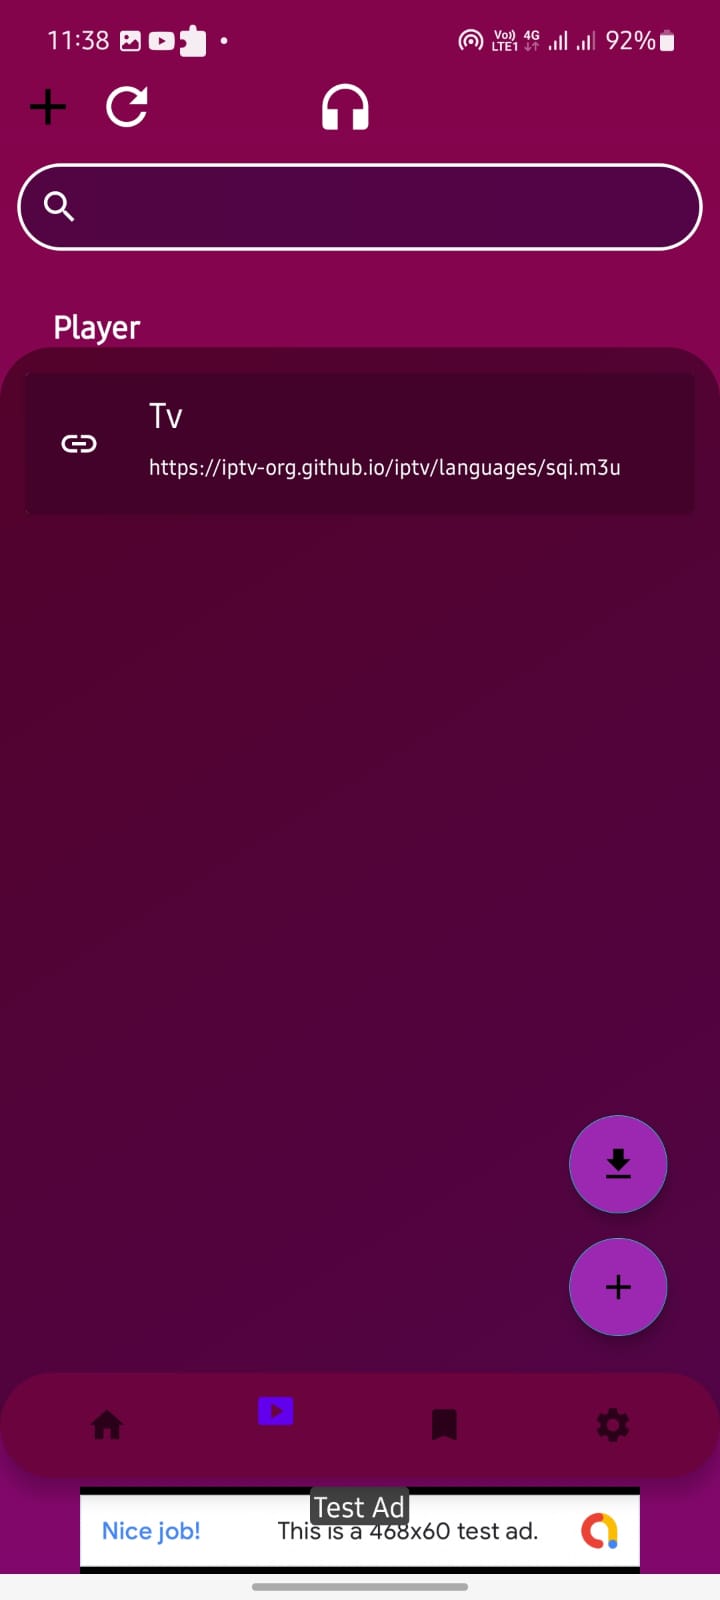 11:38
Vo)) 4G
LTE1
92%
Player
Tv
https://iptv-org.github.io/iptv/languages/sqi.m3u
Test Ad
Nice job!
This is a 468x60 test ad.